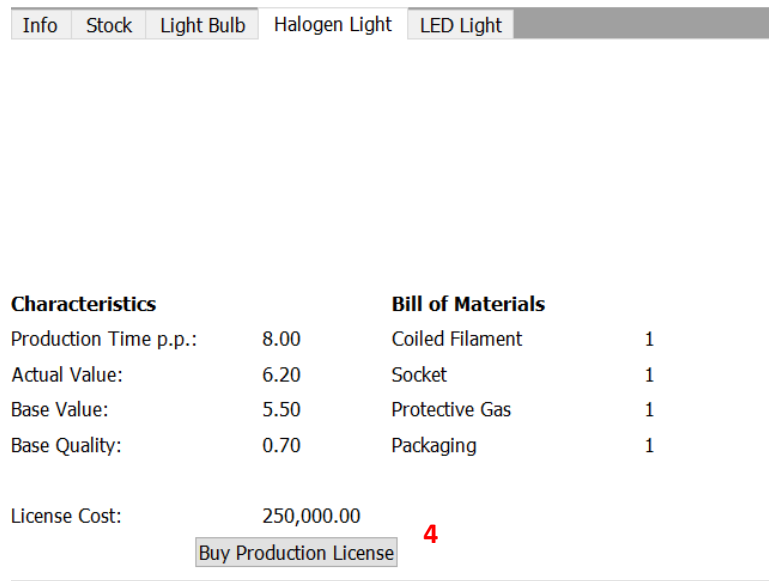 Info Stock Light Bulb Halogen Light LED Light
Characteristics Bill of Materials
Production Time p.p.: 8.00 Coiled Filament 1
Actual Value: 6.20 Socket 1
Base Value: 5.50 Protective Gas 1
Base Quality: 0.70 Packaging 1
License Cost: 250,000.00
4
Buy Production License